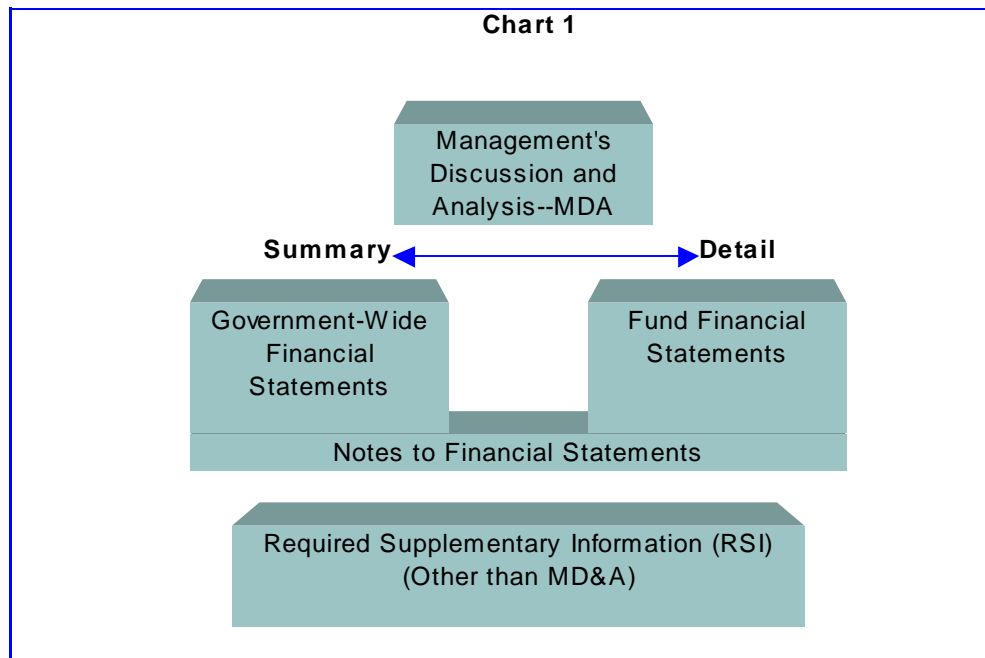 Chart 1
Management's
Discussion and
Analysis--MDA
Summary Detail
Government-Wide
Financial
Statements
Fund Financial
Statements
Notes to Financial Statements
Required Supplementary Information (RSI)
(Other than MD&A)